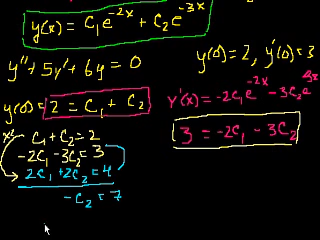 y(x) = C₁e^{-2x} + C₂e^{-3x}
y(0)=2, y'(0)=3
y'' + 5y' + 6y = 0
y(0) = 2 = C₁ + C₂
y'(x) = -2C₁e^{-2x} - 3C₂e^{-3x}
3 = -2C₁ - 3C₂
C₁ + C₂ = 2
-2C₁ - 3C₂ = 3
2C₁ + 2C₂ = 4
-C₂ = 7